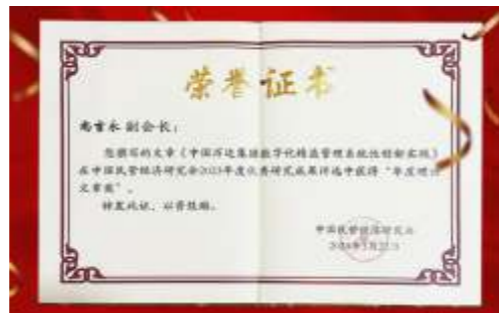 荣誉证书
尚吉永 副会长：
您撰写的文章《中国万达集团数字化精益管理系统性创新实践》
在中国民营经济研究会2023年度优秀研究成果评选中获得“年度理论
文章奖”。
特发此证，以资鼓励。
中国民营经济研究会